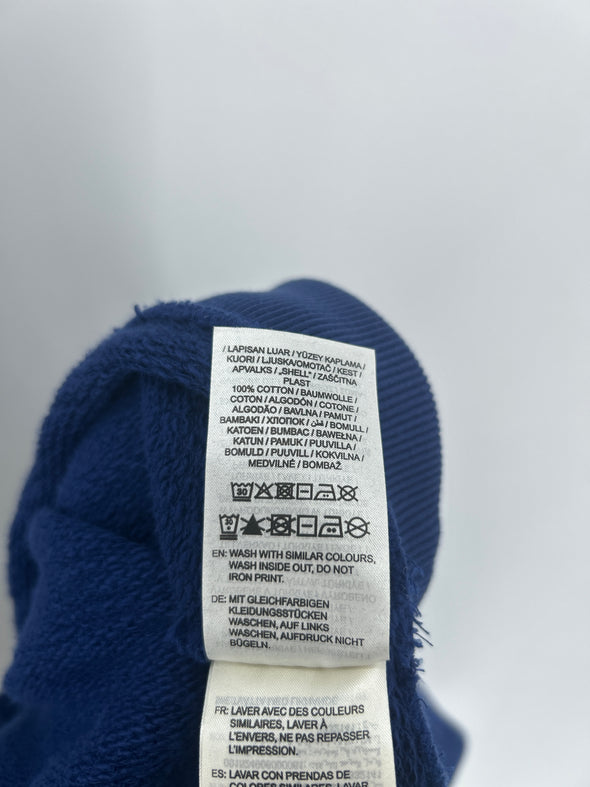 / LAPISAN LUAR / YÜZEY KAPLAMA /
KUORI / LJUSKA/OMOTAČ / KEST /
APVALKS / „SHELL" / ZAŠČITNA
PLAST
100% COTTON / BAUMWOLLE /
COTON / ALGODÓN / COTONE /
ALGODÃO / BAVLNA / PAMUT /
BAMBAKI / ХЛОПОК / قطن / BOMULL /
KATOEN / BUMBAC / BAWEŁNA /
KATUN / PAMUK / PUUVILLA /
BOMULD / PUUVILL / KOKVILNA /
MEDVILNĖ / BOMBAŽ
30
30
EN: WASH WITH SIMILAR COLOURS,
WASH INSIDE OUT, DO NOT
IRON PRINT.
DE: MIT GLEICHFARBIGEN
KLEIDUNGSSTÜCKEN
WASCHEN, AUF LINKS
WASCHEN, AUFDRUCK NICHT
BÜGELN.
FR: LAVER AVEC DES COULEURS
SIMILAIRES, LAVER À
L'ENVERS, NE PAS REPASSER
L'IMPRESSION.
ES: LAVAR CON PRENDAS DE
COLORES SIMILARES, LAVAR